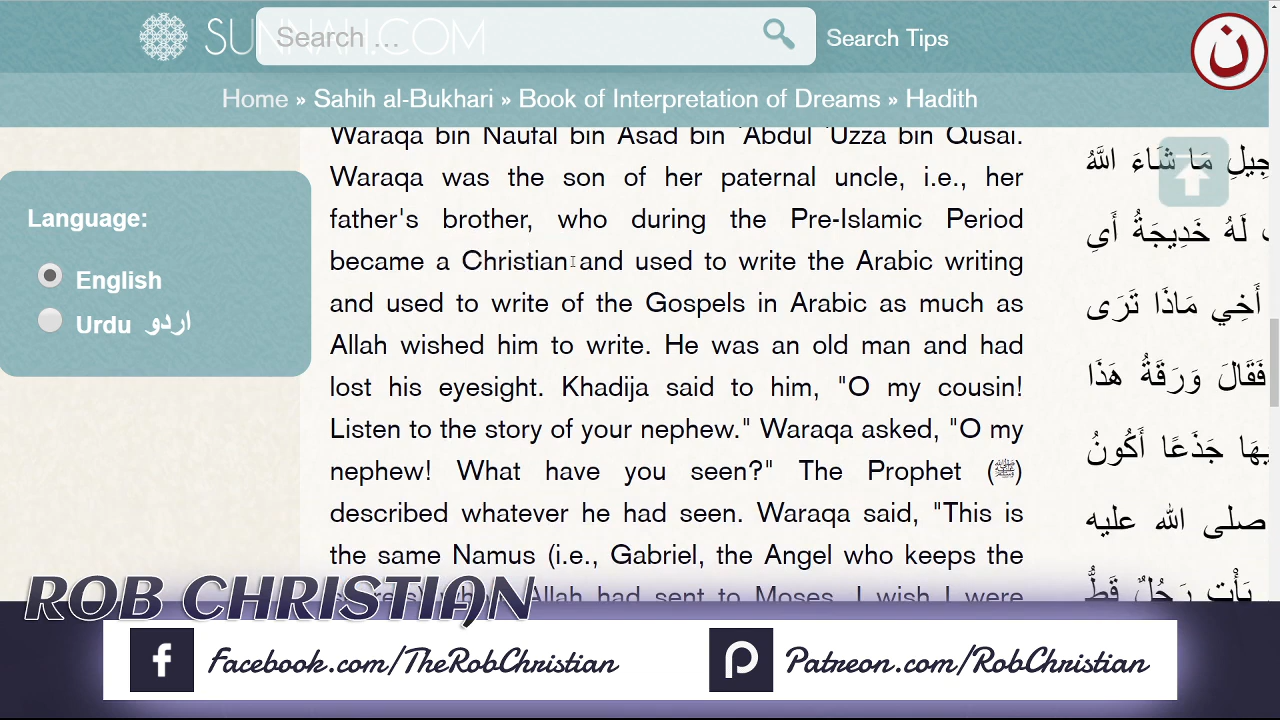 SUNNAH.COM
Search ...
Search Tips
ن
Home » Sahih al-Bukhari » Book of Interpretation of Dreams » Hadith
Waraqa bin Naufal bin Asad bin 'Abdul 'Uzza bin Qusai.
Waraqa was the son of her paternal uncle, i.e., her
father's brother, who during the Pre-Islamic Period
became a Christian and used to write the Arabic writing
and used to write of the Gospels in Arabic as much as
Allah wished him to write. He was an old man and had
lost his eyesight. Khadija said to him, "O my cousin!
Listen to the story of your nephew." Waraqa asked, "O my
nephew! What have you seen?" The Prophet (ﷺ)
described whatever he had seen. Waraqa said, "This is
the same Namus (i.e., Gabriel, the Angel who keeps the
Allah had sent to Moses. I wish I were
Language:
English
Urdu اردو
مَا شَاءَ اللَّهُ
لَهُ خَدِيجَةُ أَىِ
أَخِي مَاذَا تَرَى
فَقَالَ وَرَقَةُ هَذَا
جَذَعًا أَكُونُ
صلى الله عليه
يَأْتِ رَجُلٌ قَطُّ
ROB CHRISTIAN
Facebook.com/TheRobChristian
Patreon.com/RobChristian